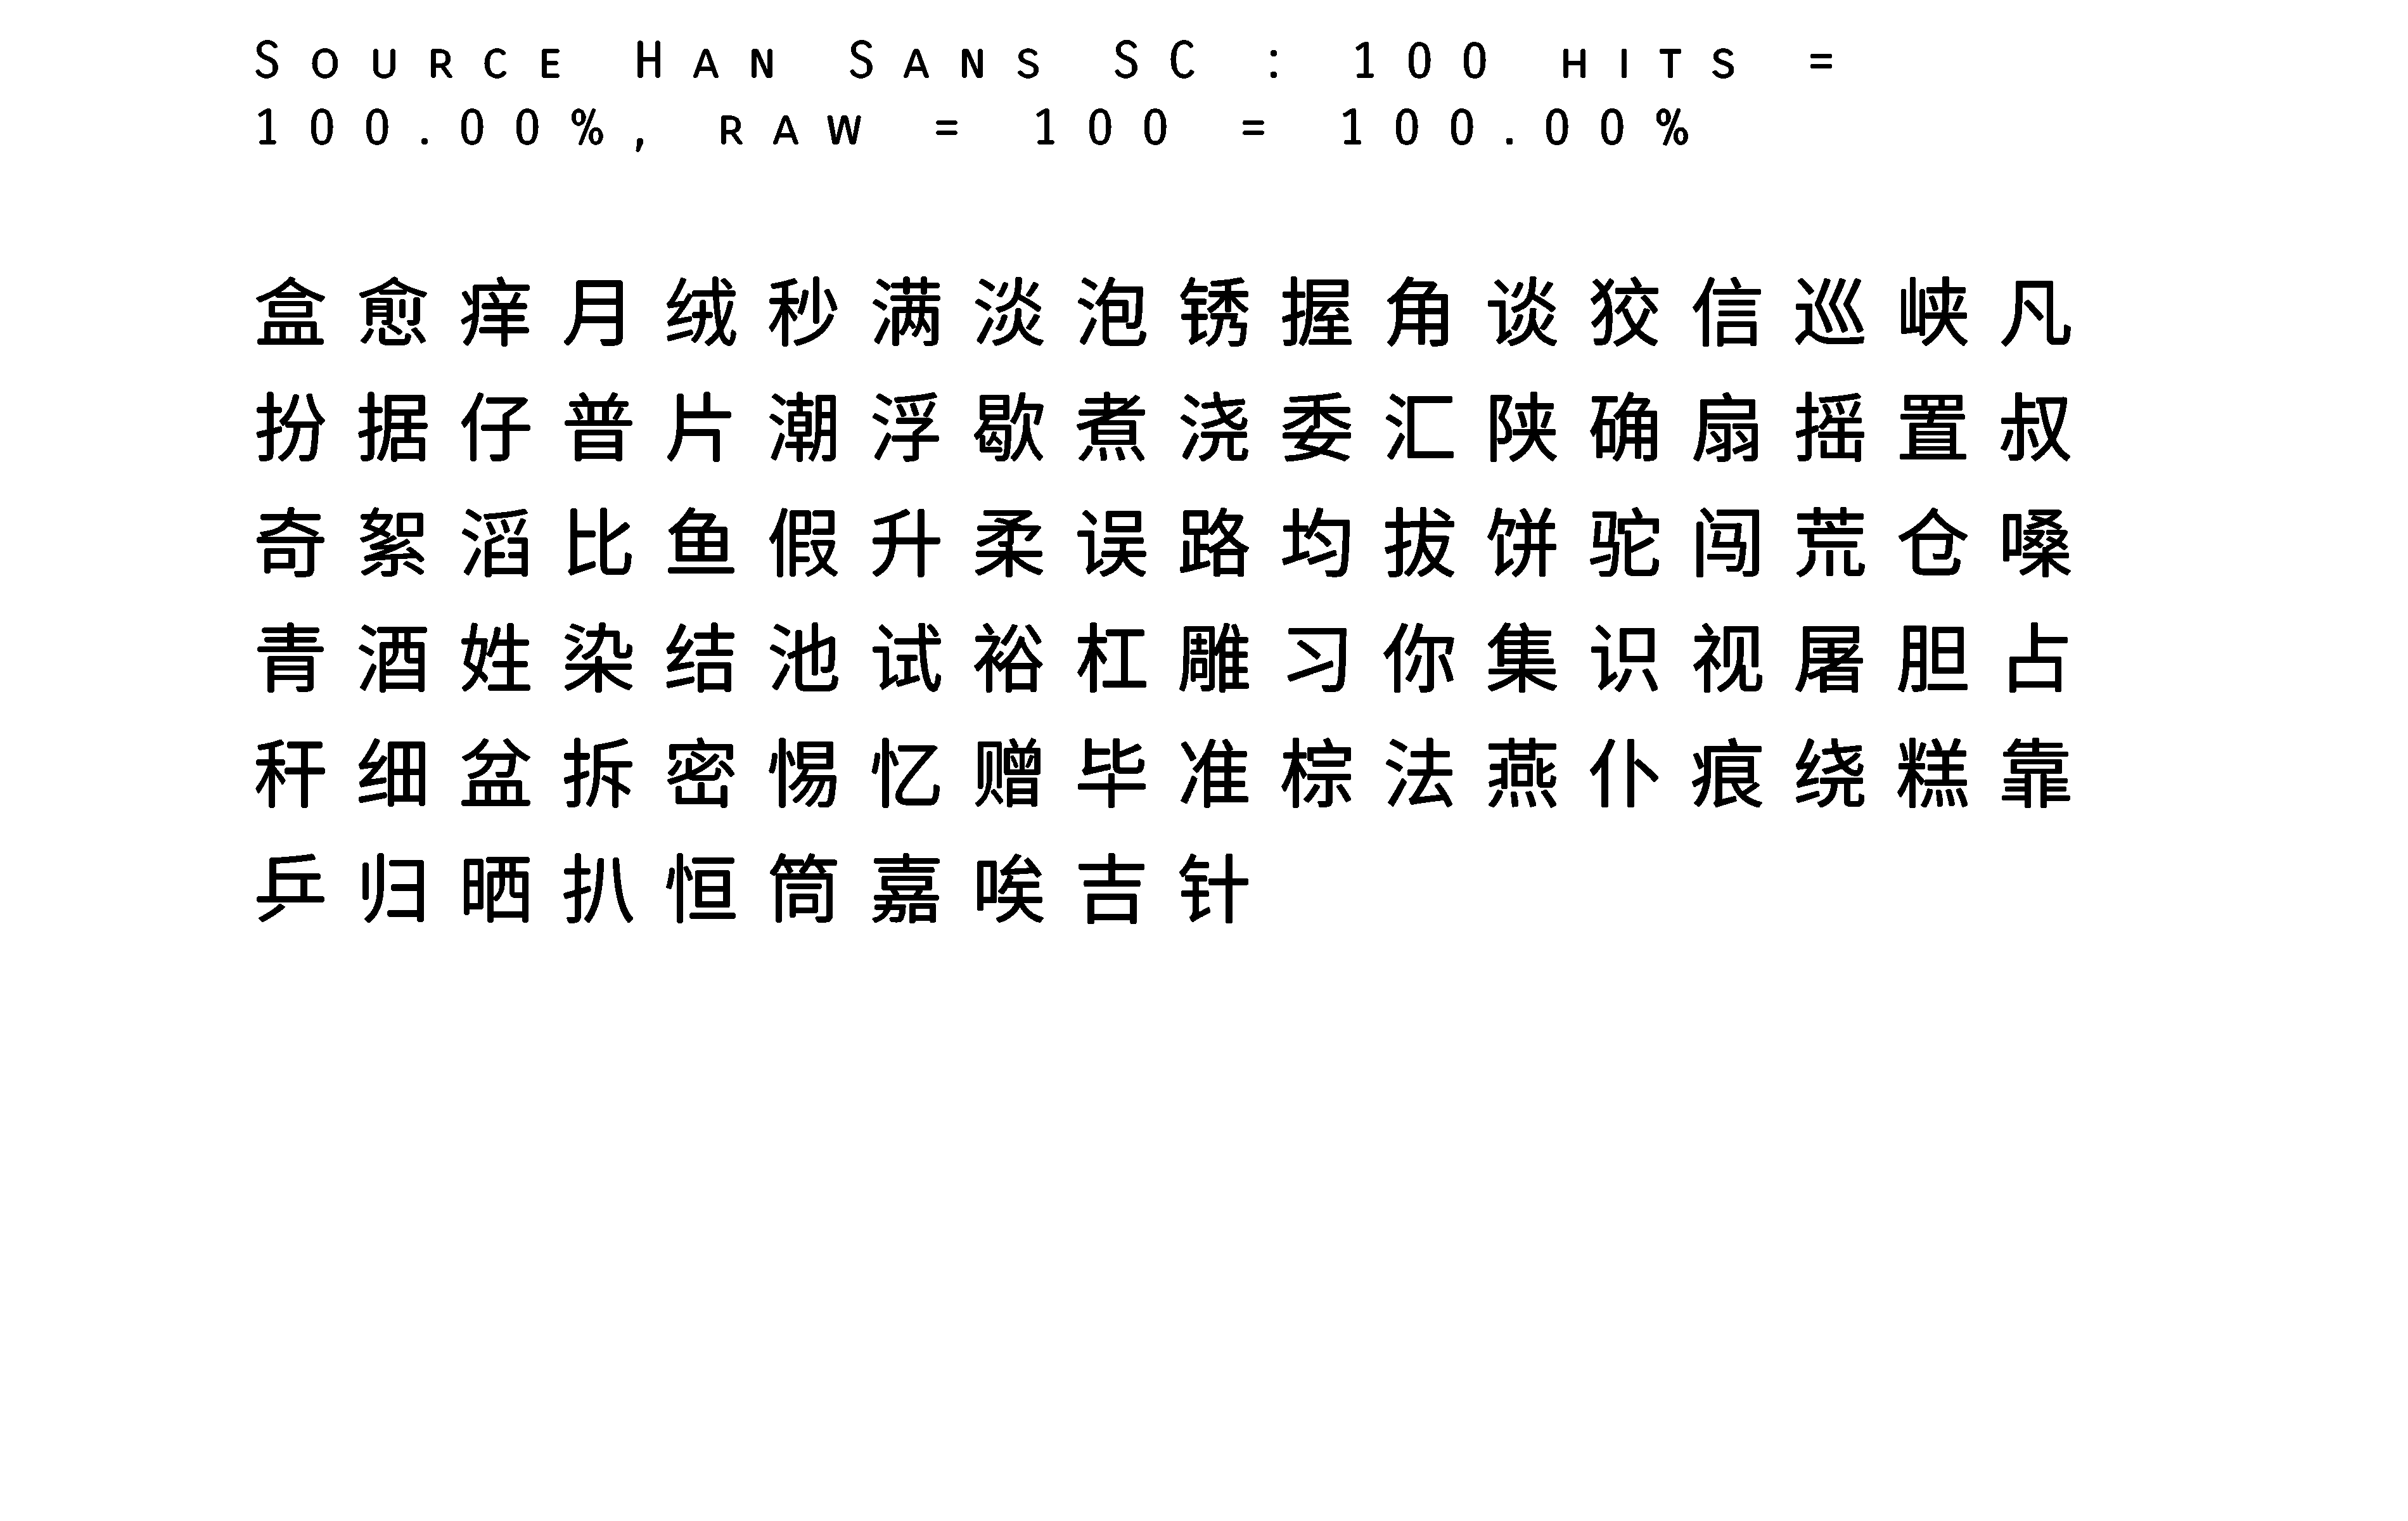 Source Han Sans SC : 100 hits =
100.00%, raw = 100 = 100.00%
盒愈痒月绒秒满淡泡锈握角谈狡信巡峡凡
扮据仔普片潮浮歇煮浇委汇陕确扇摇置叔
奇絮滔比鱼假升柔误路均拔饼驼闯荒仓嗓
青酒姓染结池试裕杠雕习你集识视屠胆占
秆细盆拆密惕忆赠毕准棕法燕仆痕绕糕靠
乒归晒扒恒筒嘉唉吉针